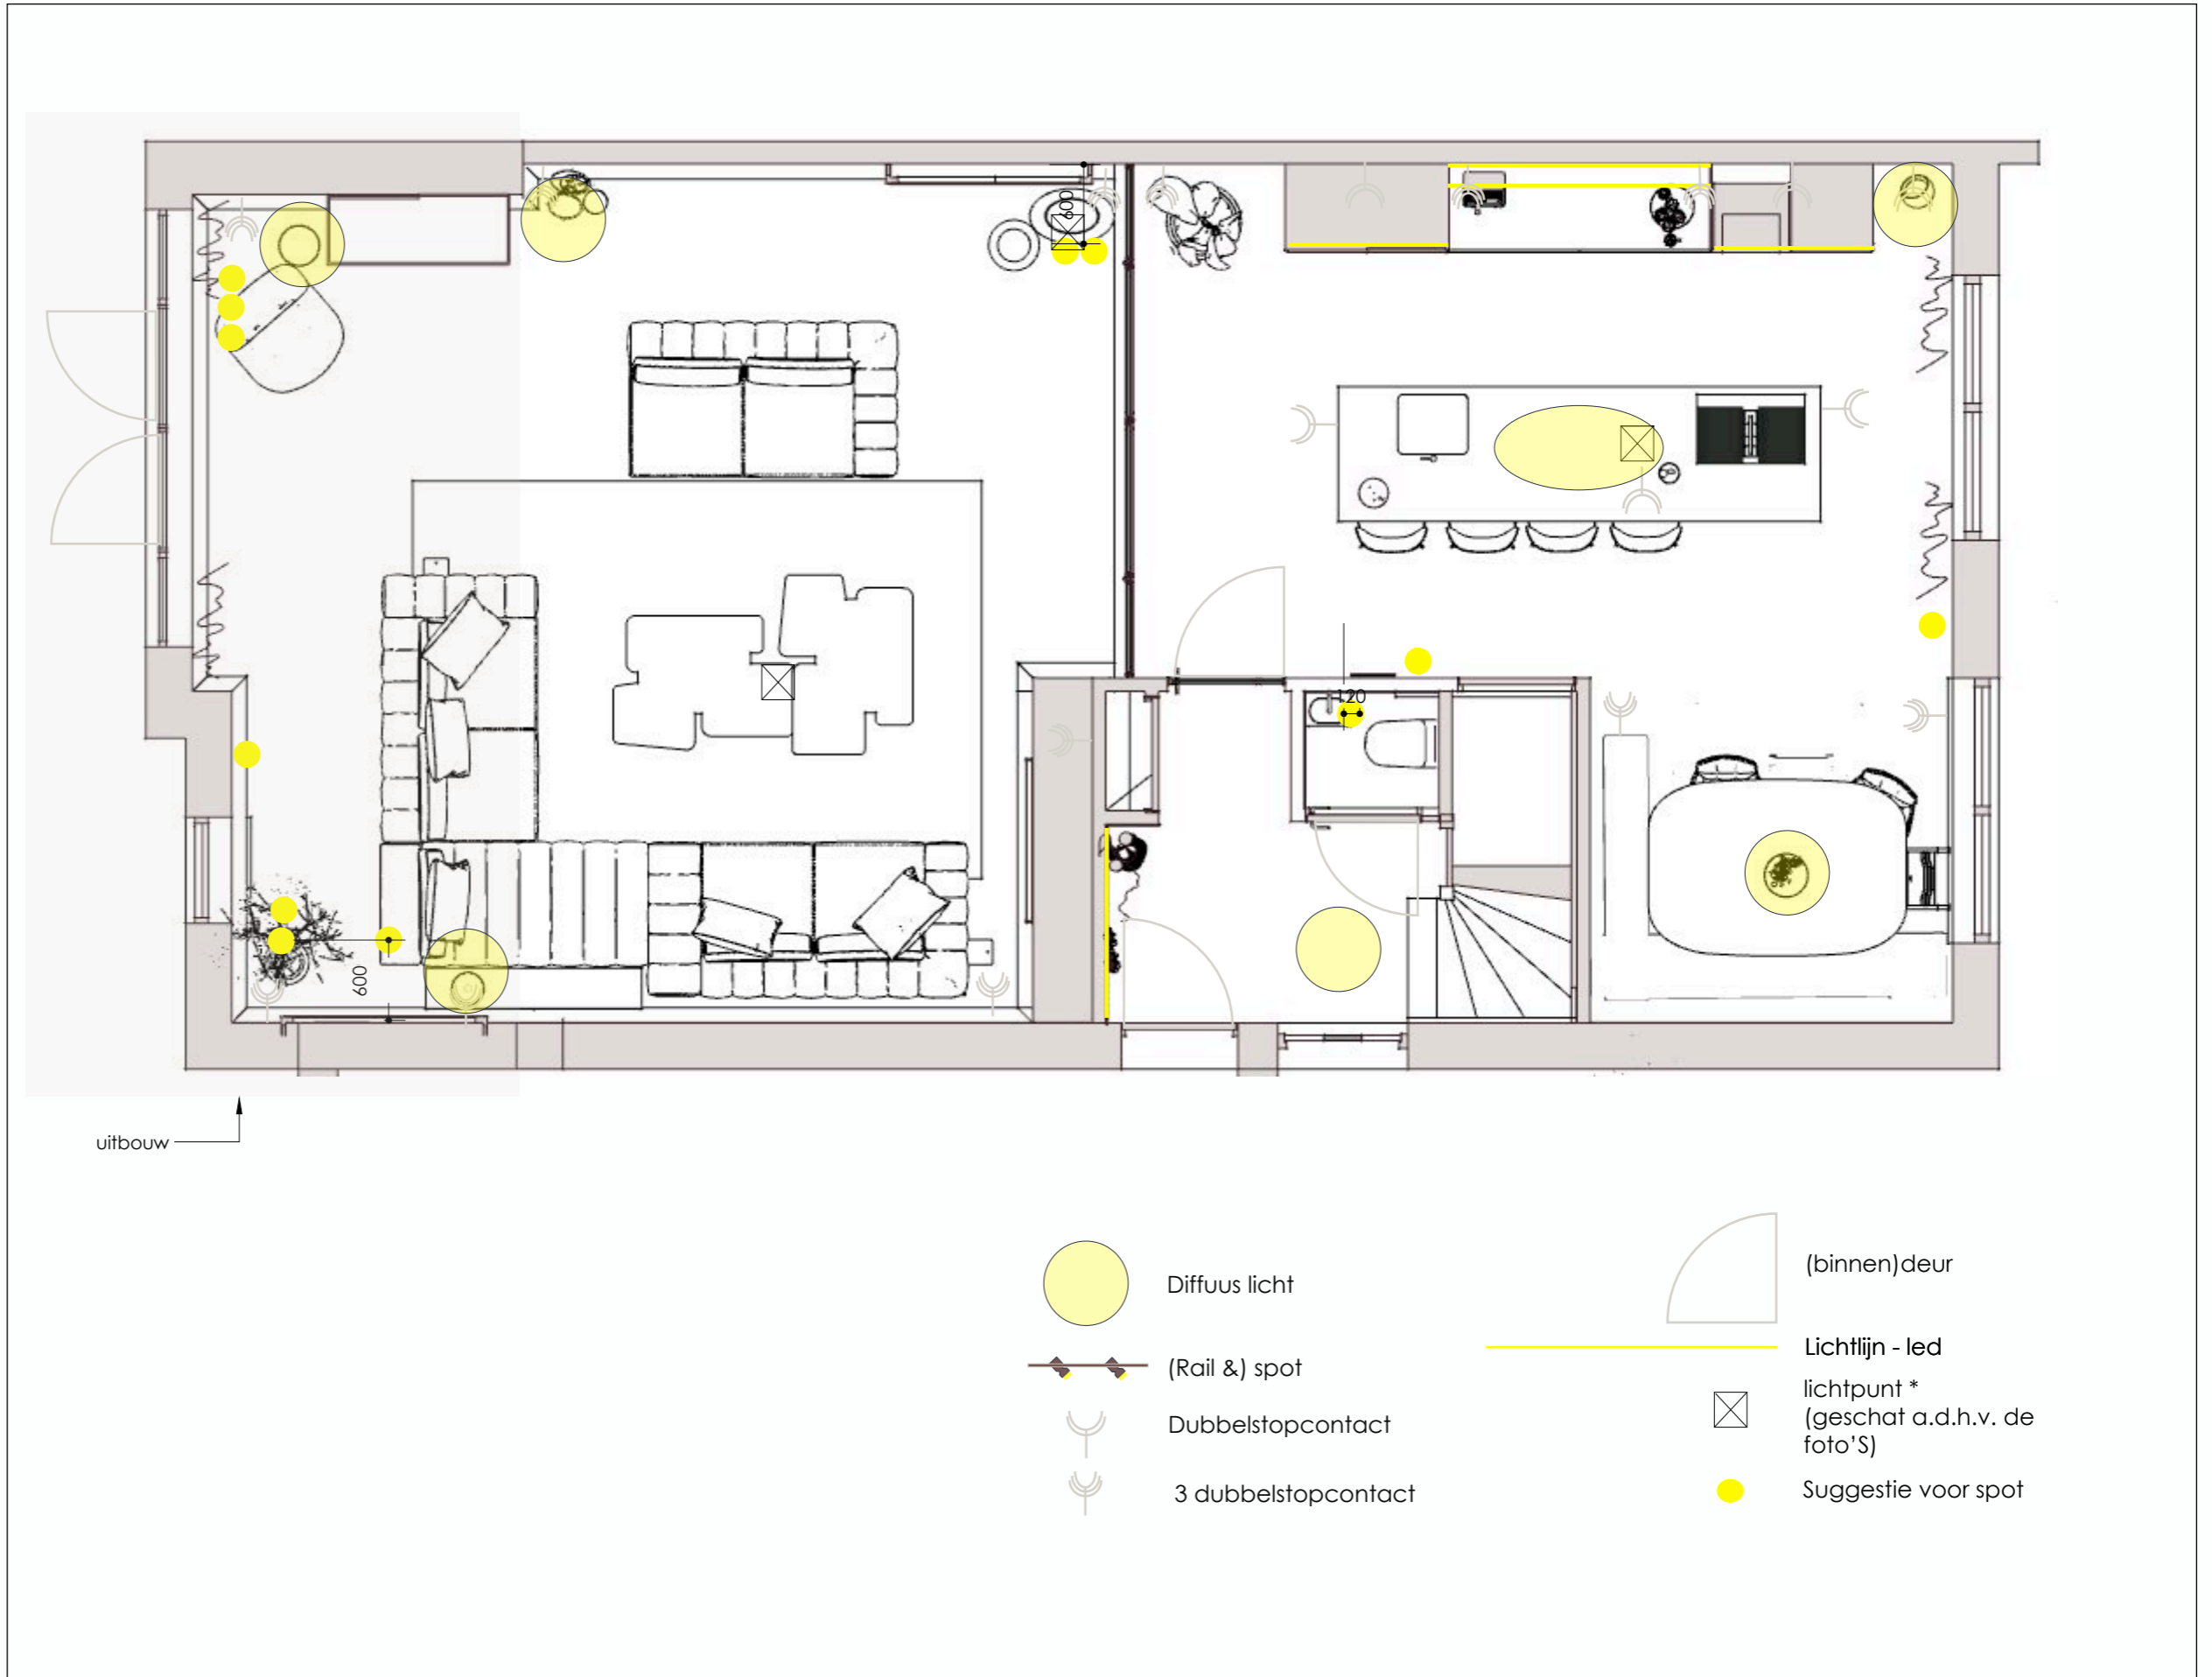 600
120
600
uitbouw
Diffuus licht
(binnen)deur
Lichtlijn - led
(Rail &) spot
lichtpunt *
(geschat a.d.h.v. de
foto'S)
Dubbelstopcontact
3 dubbelstopcontact
Suggestie voor spot